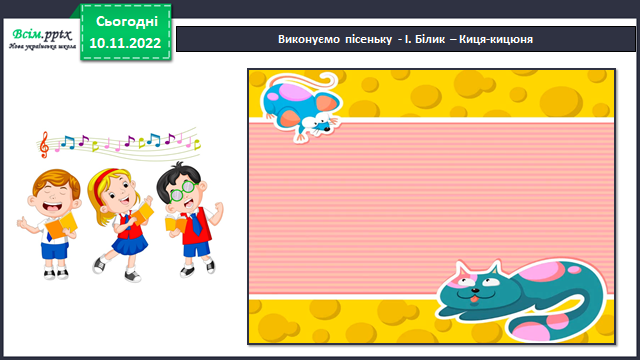 Всім.pptx
Нова українська школа
Сьогодні
10.11.2022
Виконуємо пісеньку - І. Білик – Киця-кицюня